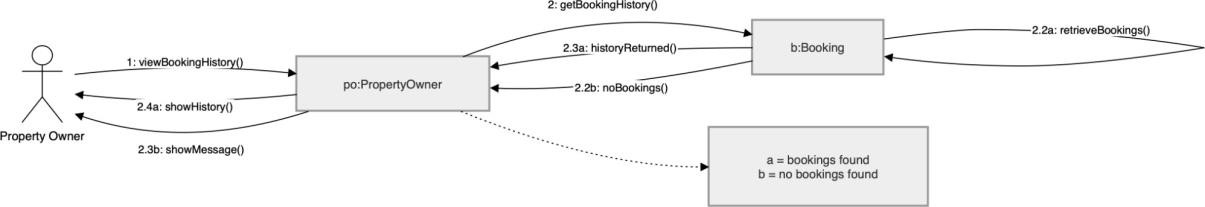 2: getBookingHistory()
2.2a: retrieveBookings()
2.3a: historyReturned()
b:Booking
1: viewBookingHistory()
po:PropertyOwner
2.2b: noBookings()
2.4a: showHistory()
Property Owner
2.3b: showMessage()
a = bookings found
b = no bookings found